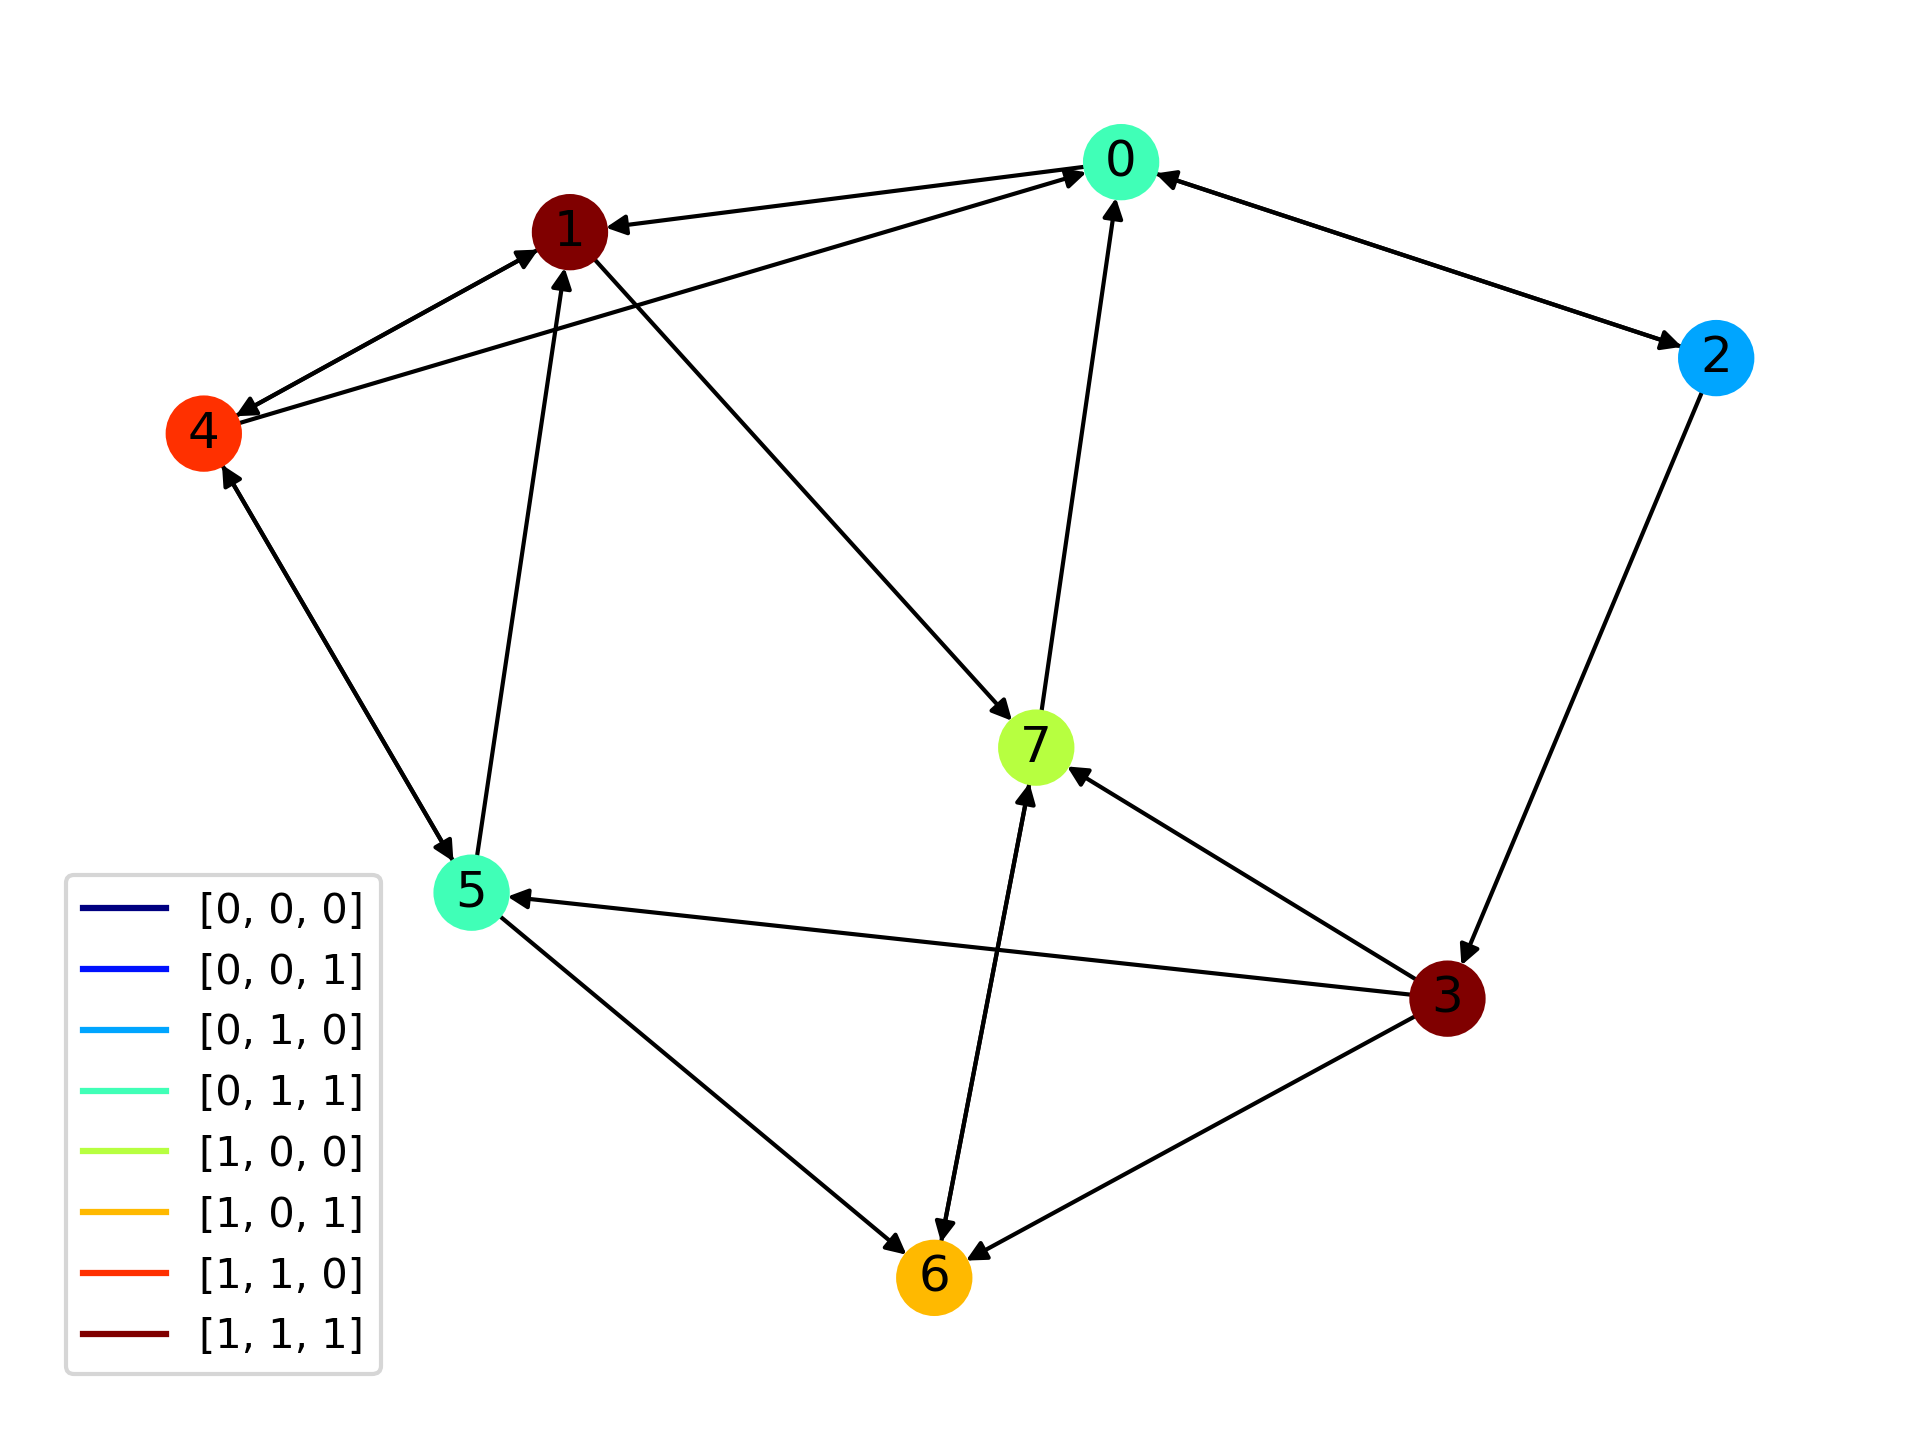 0
1
2
4
7
5
3
6
[0, 0, 0]
[0, 0, 1]
[0, 1, 0]
[0, 1, 1]
[1, 0, 0]
[1, 0, 1]
[1, 1, 0]
[1, 1, 1]